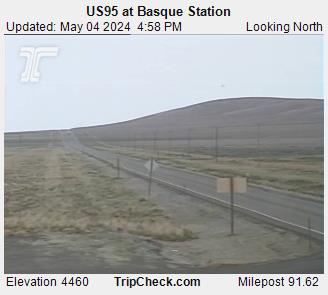 US95 at Basque Station
Updated: May 04 2024 4:58 PM Looking North
Elevation 4460 TripCheck.com Milepost 91.62